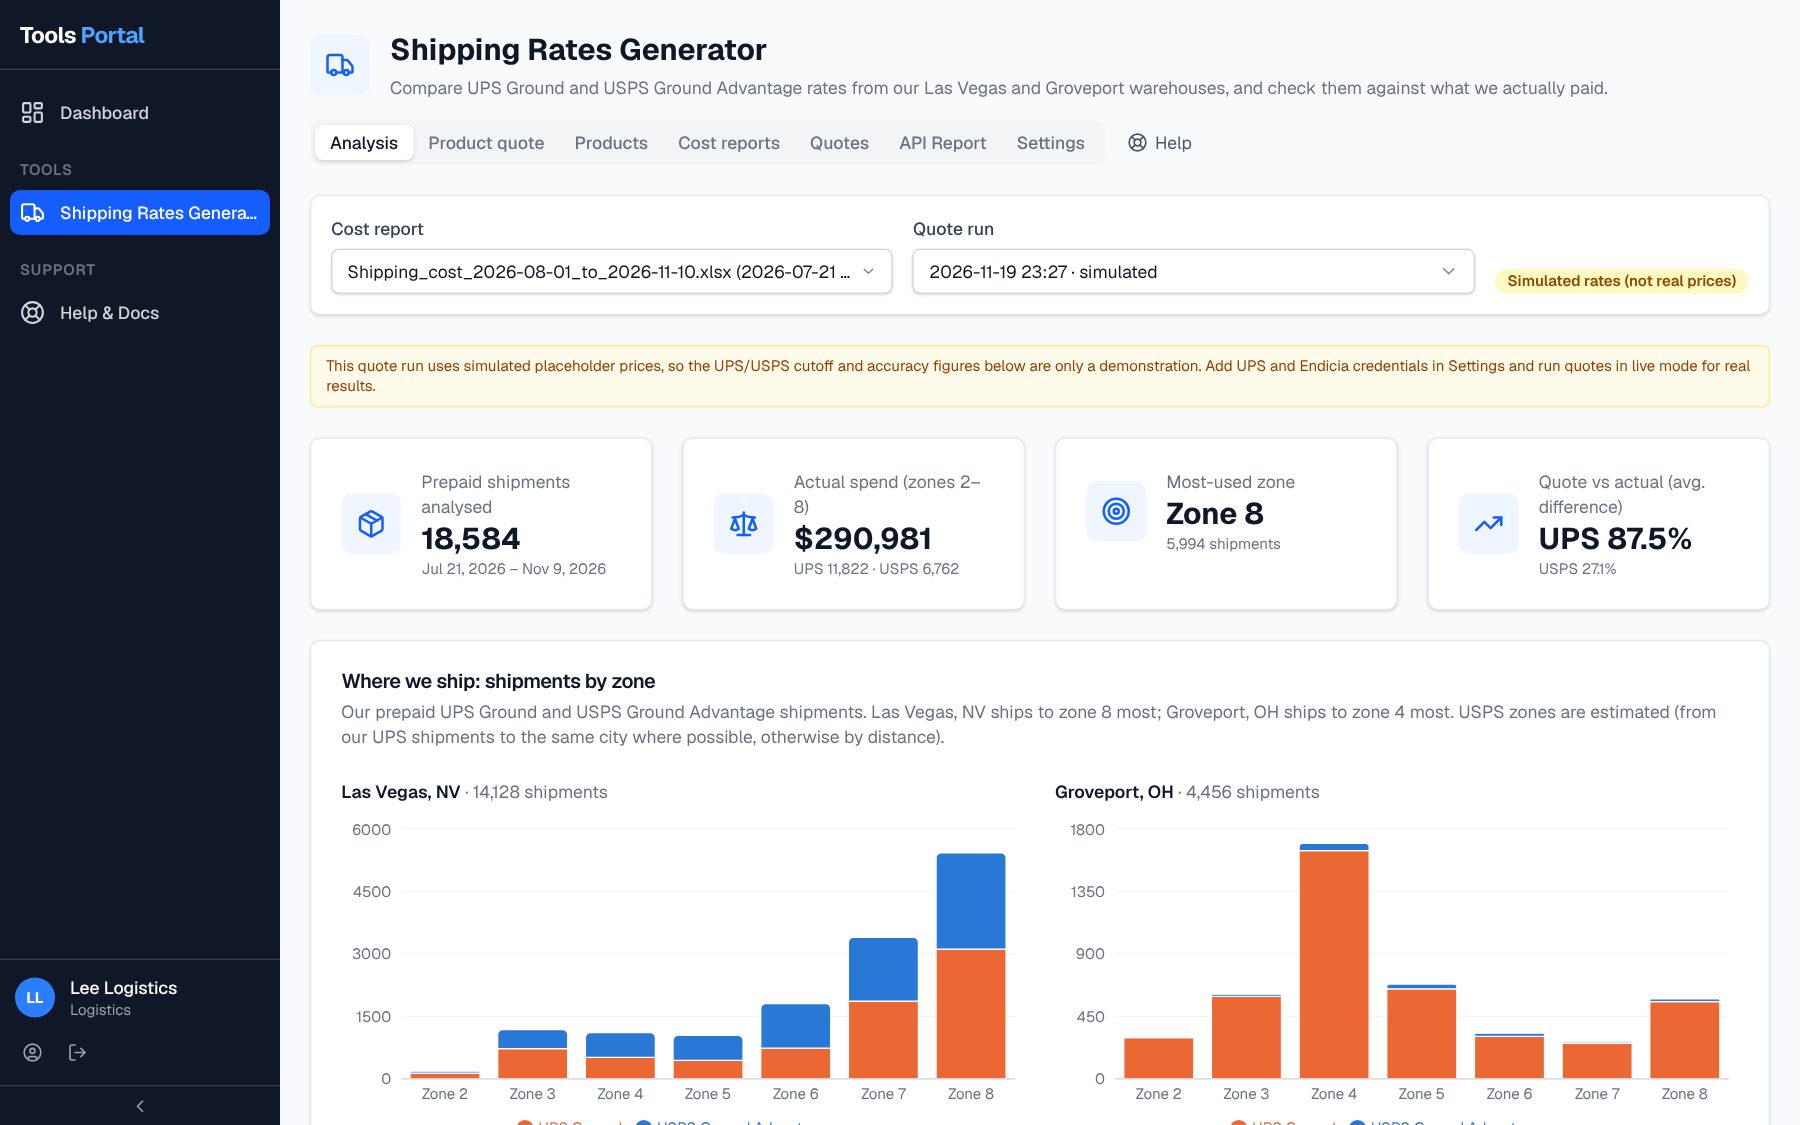 Tools Portal
Dashboard
TOOLS
Shipping Rates Genera...
SUPPORT
Help & Docs
LL
Lee Logistics
Logistics
Shipping Rates Generator
Compare UPS Ground and USPS Ground Advantage rates from our Las Vegas and Groveport warehouses, and check them against what we actually paid.
Analysis
Product quote
Products
Cost reports
Quotes
API Report
Settings
Help
Cost report
Shipping_cost_2026-08-01_to_2026-11-10.xlsx (2026-07-21 ...
Quote run
2026-11-19 23:27 · simulated
Simulated rates (not real prices)
This quote run uses simulated placeholder prices, so the UPS/USPS cutoff and accuracy figures below are only a demonstration. Add UPS and Endicia credentials in Settings and run quotes in live mode for real
results.
Prepaid shipments
analysed
18,584
Jul 21, 2026 – Nov 9, 2026
Actual spend (zones 2–
8)
$290,981
UPS 11,822 · USPS 6,762
Most-used zone
Zone 8
5,994 shipments
Quote vs actual (avg.
difference)
UPS 87.5%
USPS 27.1%
Where we ship: shipments by zone
Our prepaid UPS Ground and USPS Ground Advantage shipments. Las Vegas, NV ships to zone 8 most; Groveport, OH ships to zone 4 most. USPS zones are estimated (from
our UPS shipments to the same city where possible, otherwise by distance).
Las Vegas, NV · 14,128 shipments
6000
4500
3000
1500
0
Zone 2
Zone 3
Zone 4
Zone 5
Zone 6
Zone 7
Zone 8
Groveport, OH · 4,456 shipments
1800
1350
900
450
0
Zone 2
Zone 3
Zone 4
Zone 5
Zone 6
Zone 7
Zone 8